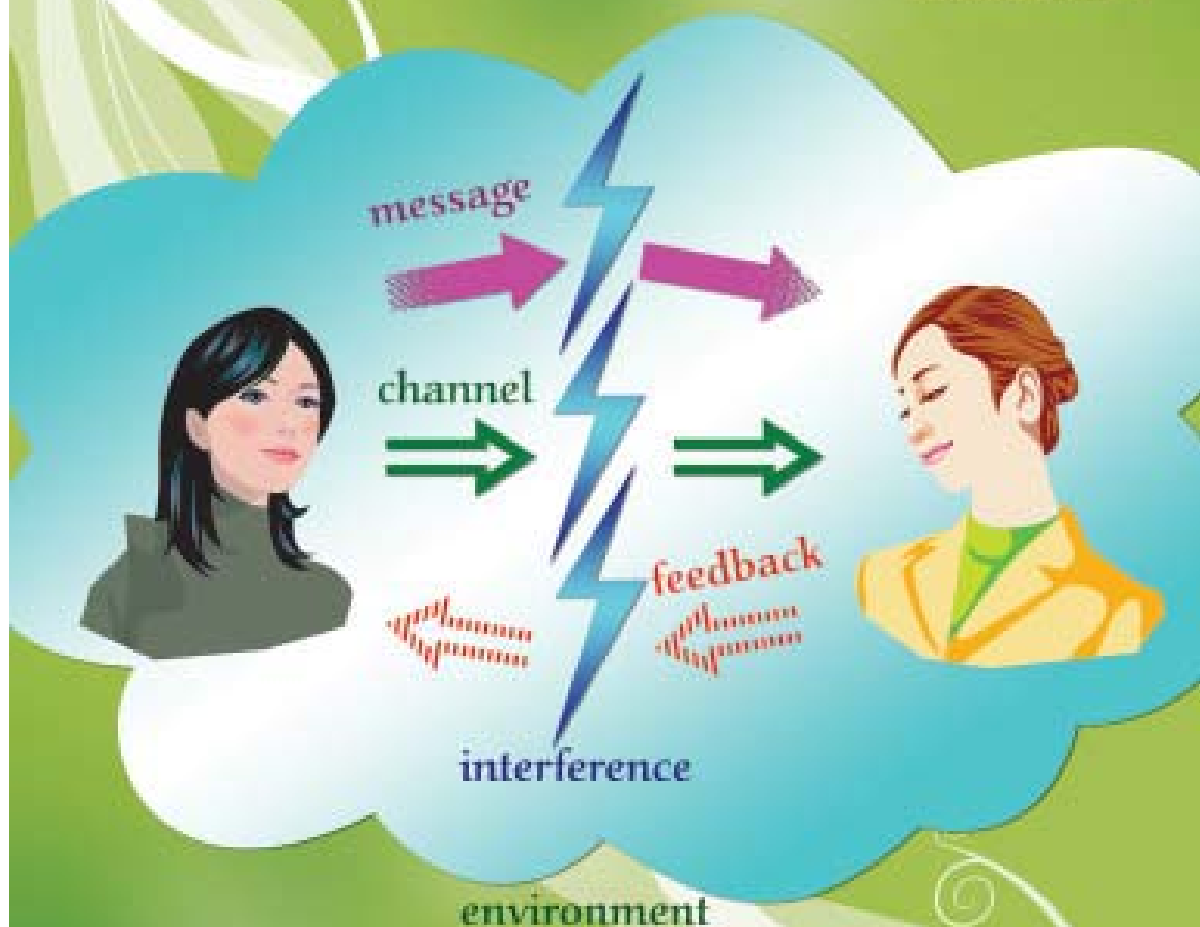 message
channel
feedback
interference
environment